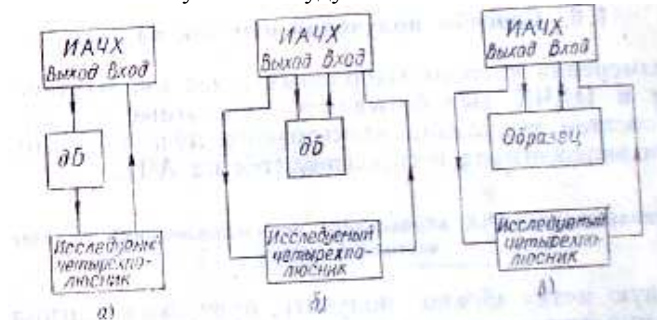 ИАЧХ
Выход Вход
дБ
Исследуемый
четырехпо-
люсник
а)
ИАЧХ
Выход Вход
дБ
Исследуемый
четырехпо-
люсник
б)
ИАЧХ
Выход Вход
Образец
Исследуемый
четырехпо-
люсник
в)